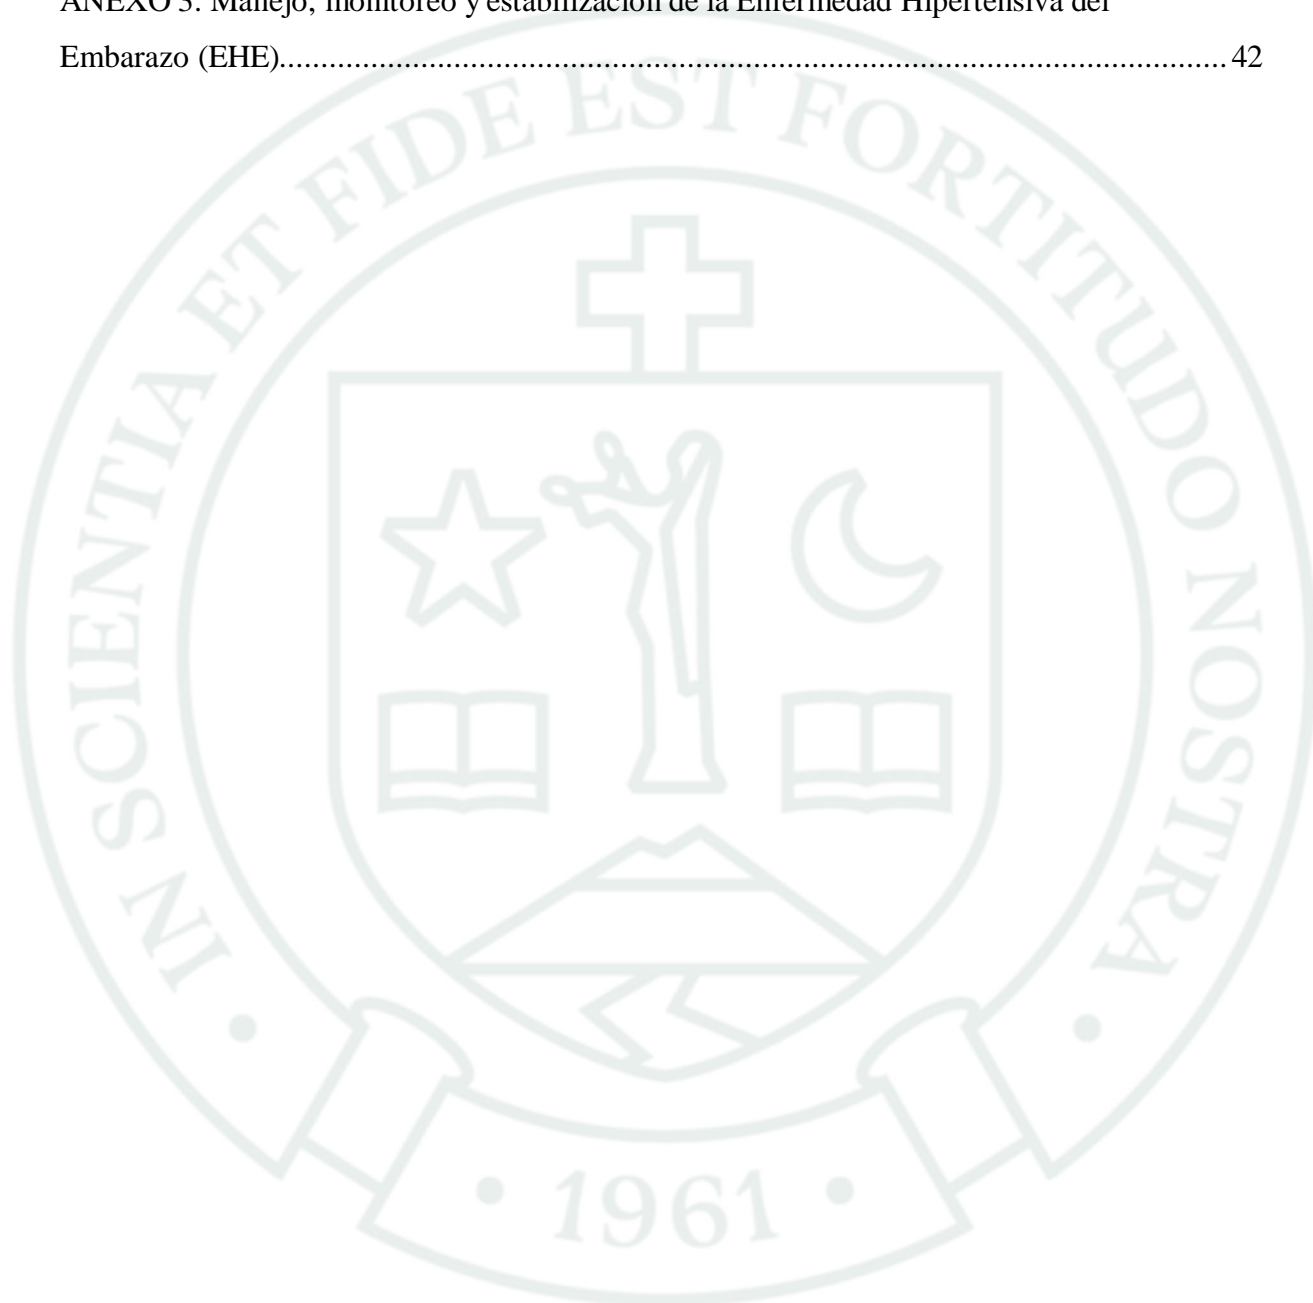 ANEXO 3. Manejo, monitoreo y estabilización de la Enfermedad Hipertensiva del
Embarazo (EHE)..................................................................................................................... 42
IN SCIENTIA ET FIDE EST FORTITUDO NOSTRA
• 1961 •